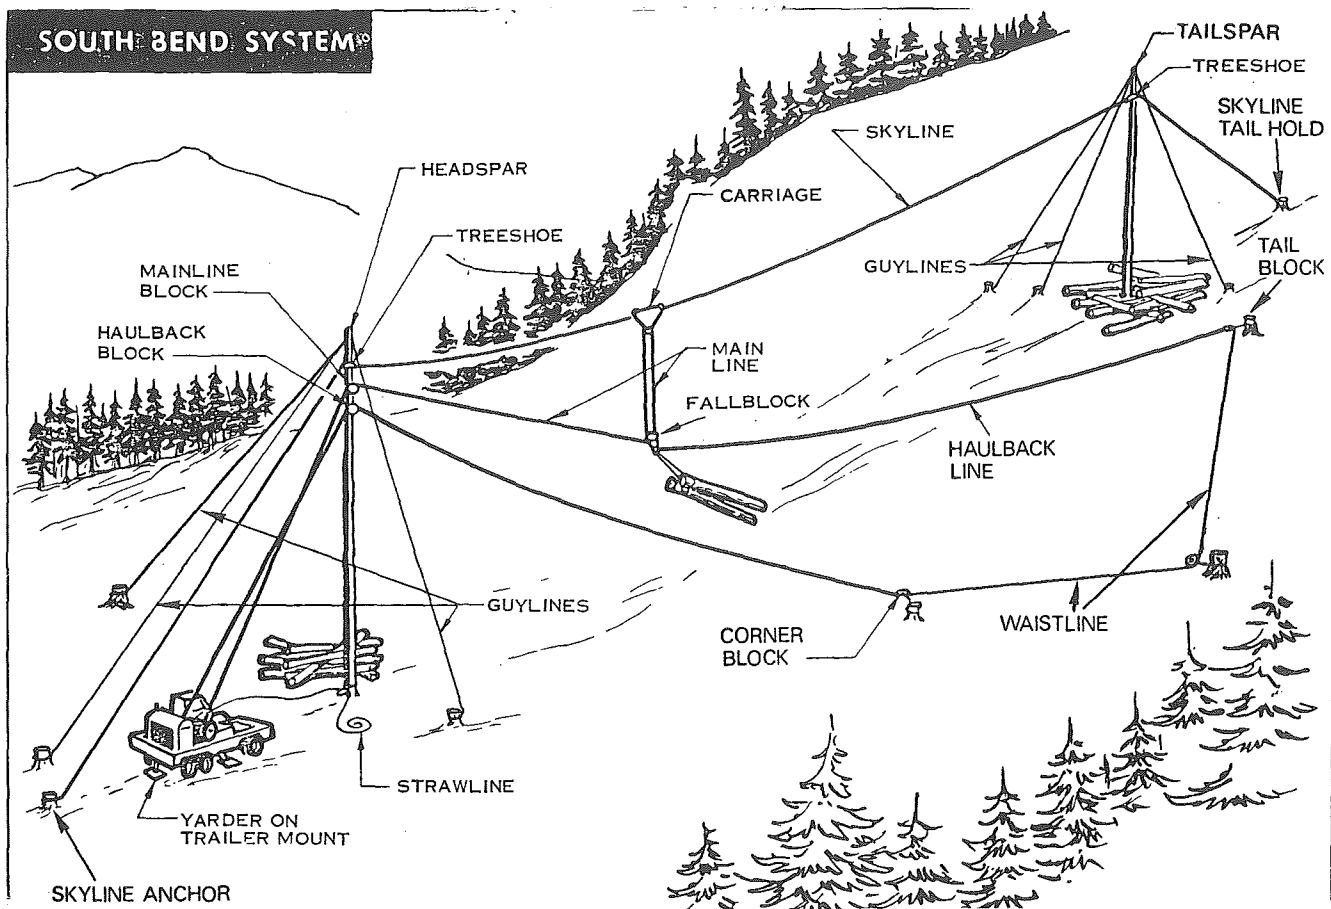 SOUTH BEND SYSTEM
TAILSPAR
TREESHOE
SKYLINE
TAIL HOLD
SKYLINE
HEADSPAR
CARRIAGE
TREESHOE
TAIL
BLOCK
GUYLINES
MAINLINE
BLOCK
HAULBACK
BLOCK
MAIN
LINE
FALLBLOCK
HAULBACK
LINE
GUYLINES
WAISTLINE
CORNER
BLOCK
STRAWLINE
YARDER ON
TRAILER MOUNT
SKYLINE ANCHOR